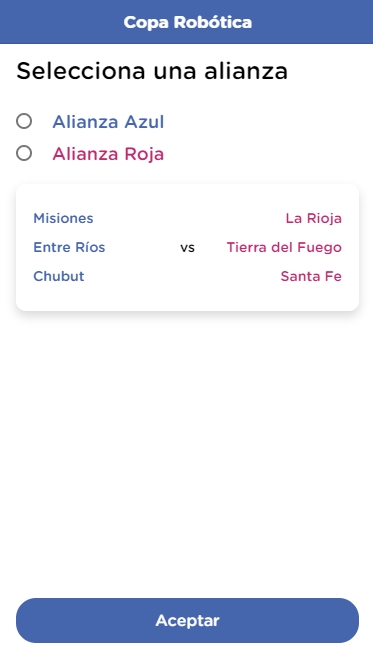 Copa Robótica
Selecciona una alianza
Alianza Azul
Alianza Roja
Misiones La Rioja
Entre Ríos vs Tierra del Fuego
Chubut Santa Fe
Aceptar